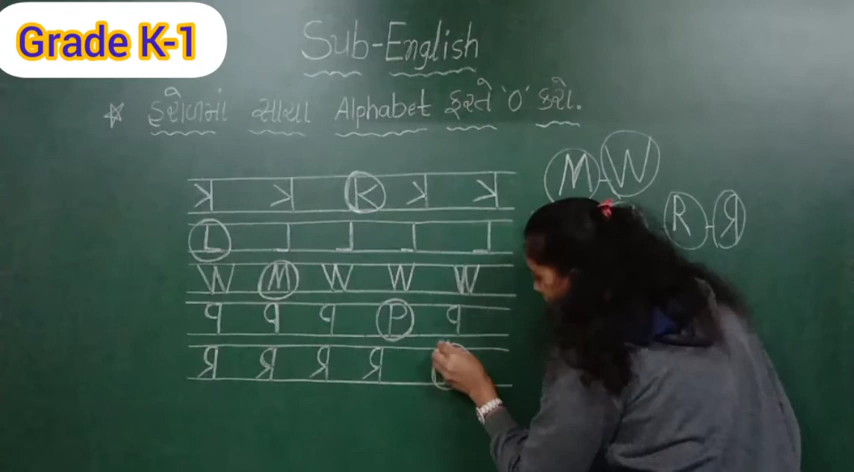 Grade K-1
Sub-English
☆ હરોળમાં સાચા Alphabet ફરતે 'O' કરો.
M - W
R - Я
K
L
W M W W W
P
Я Я Я Я